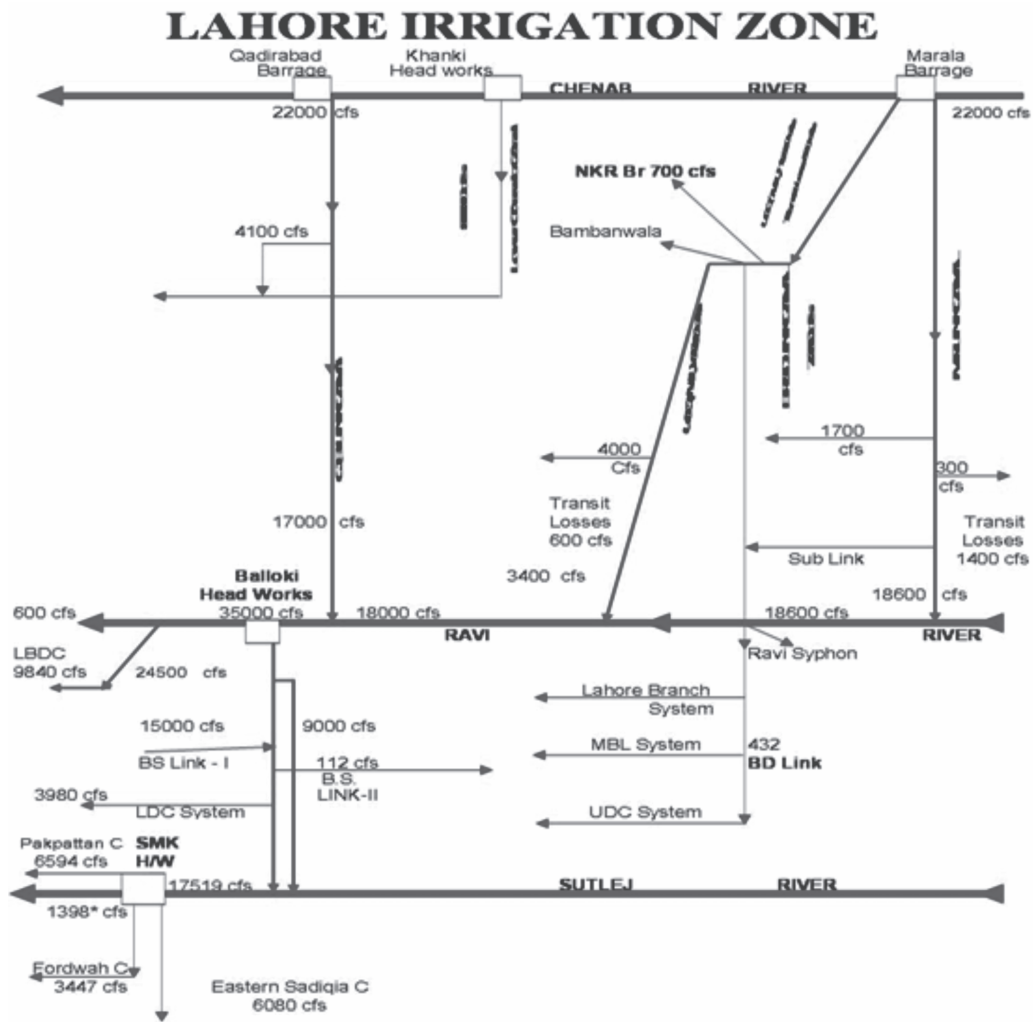 LAHORE IRRIGATION ZONE
Qadirabad
Barrage
Khanki
Head works
Marala
Barrage
CHENAB RIVER
22000 cfs
22000 cfs
NKR Br 700 cfs
4100 cfs
Bambanwala
1700
cfs
4000
Cfs
300
cfs
Transit
Losses
600 cfs
Transit
Losses
1400 cfs
17000 cfs
Sub Link
3400 cfs
Balloki
Head Works
18600 cfs
600 cfs
35000 cfs
18000 cfs
18600 cfs
RAVI
RIVER
LBDC
9840 cfs
24500 cfs
Ravi Syphon
Lahore Branch
System
15000 cfs
9000 cfs
BS Link - I
MBL System
432
BD Link
112 cfs
B.S.
LINK-II
3980 cfs
LDC System
UDC System
Pakpattan C
6594 cfs
SMK
H/W
17519 cfs
SUTLEJ RIVER
1398* cfs
Fordwah C
3447 cfs
Eastern Sadiqia C
6080 cfs